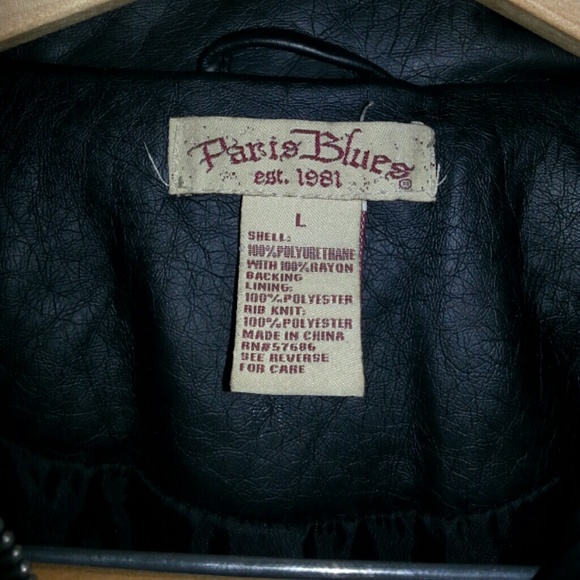 Paris Blues ®
est. 1981
L
SHELL:
100%POLYURETHANE
WITH 100%RAYON
BACKING
LINING:
100%POLYESTER
RIB KNIT:
100%POLYESTER
MADE IN CHINA
RN#57686
SEE REVERSE
FOR CARE